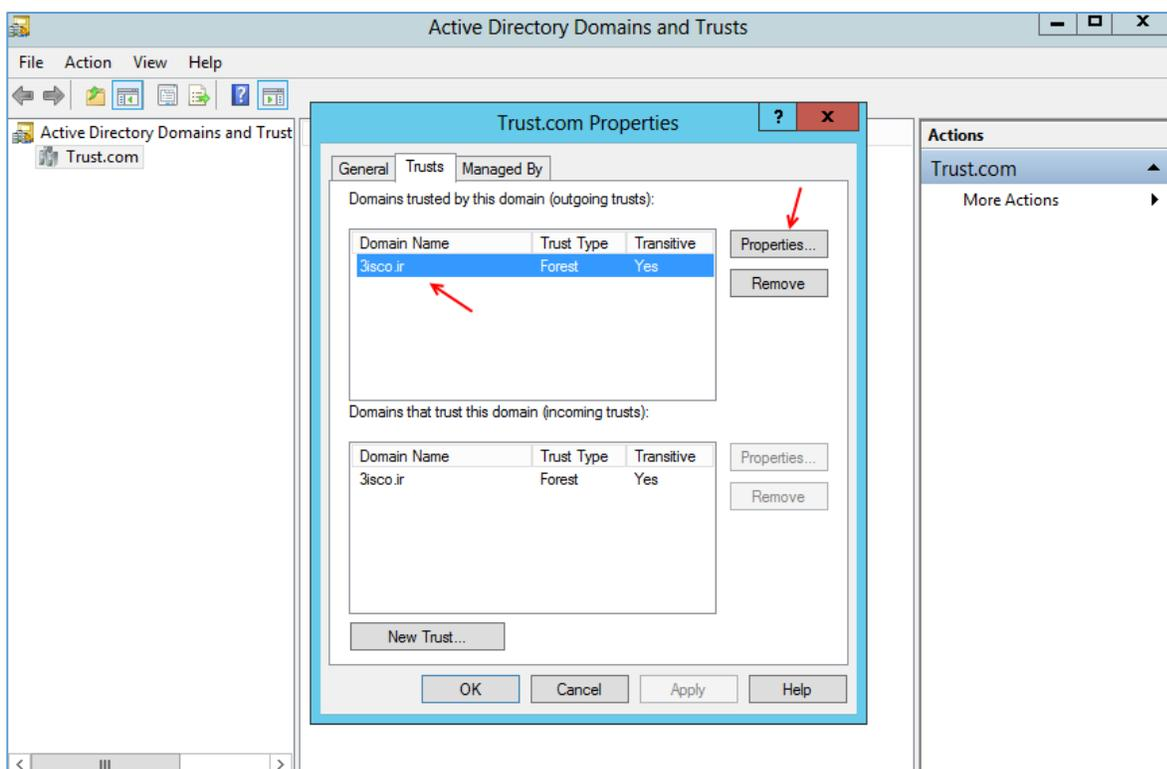 Active Directory Domains and Trusts
File Action View Help
Active Directory Domains and Trust
Trust.com
Trust.com Properties
General Trusts Managed By
Domains trusted by this domain (outgoing trusts):
Domain Name Trust Type Transitive
3isco.ir Forest Yes
Properties...
Remove
Domains that trust this domain (incoming trusts):
Domain Name Trust Type Transitive
3isco.ir Forest Yes
Properties...
Remove
New Trust...
OK Cancel Apply Help
Actions
Trust.com
More Actions